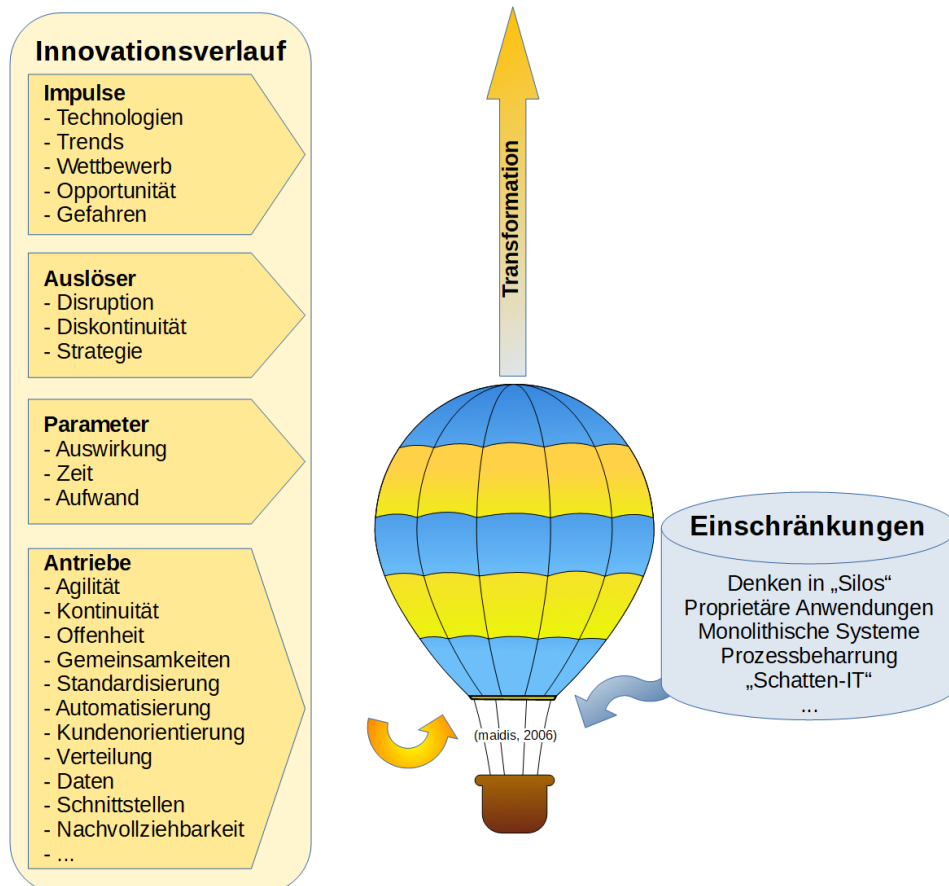 Innovationsverlauf
Impulse
- Technologien
- Trends
- Wettbewerb
- Opportunität
- Gefahren
Auslöser
- Disruption
- Diskontinuität
- Strategie
Parameter
- Auswirkung
- Zeit
- Aufwand
Antriebe
- Agilität
- Kontinuität
- Offenheit
- Gemeinsamkeiten
- Standardisierung
- Automatisierung
- Kundenorientierung
- Verteilung
- Daten
- Schnittstellen
- Nachvollziehbarkeit
- ...
Transformation
(maidis, 2006)
Einschränkungen
Denken in „Silos“
Proprietäre Anwendungen
Monolithische Systeme
Prozessbeharrung
„Schatten-IT“
...